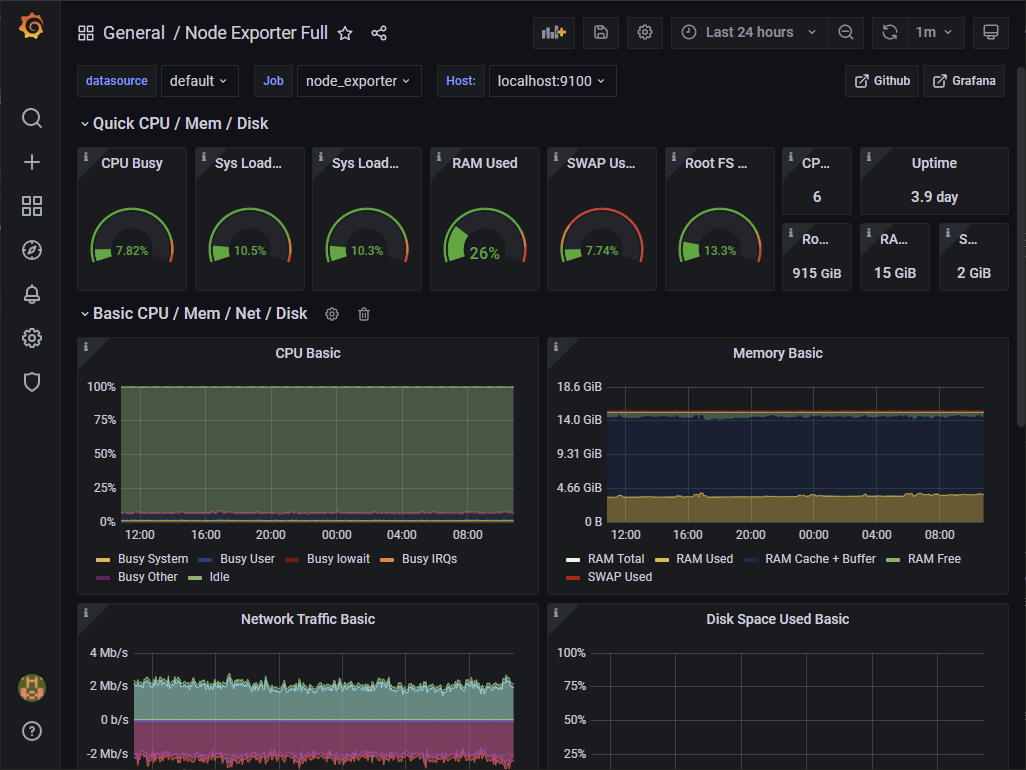 General / Node Exporter Full
Last 24 hours
1m
datasource default
Job node_exporter
Host: localhost:9100
Github
Grafana
Quick CPU / Mem / Disk
CPU Busy
7.82%
Sys Load...
10.5%
Sys Load...
10.3%
RAM Used
26%
SWAP Us...
7.74%
Root FS ...
13.3%
CP...
6
Uptime
3.9 day
Ro...
915 GiB
RA...
15 GiB
S...
2 GiB
Basic CPU / Mem / Net / Disk
CPU Basic
100%
75%
50%
25%
0%
12:00 16:00 20:00 00:00 04:00 08:00
Busy System Busy User Busy Iowait Busy IRQs
Busy Other Idle
Memory Basic
18.6 GiB
14.0 GiB
9.31 GiB
4.66 GiB
0 B
12:00 16:00 20:00 00:00 04:00 08:00
RAM Total RAM Used RAM Cache + Buffer RAM Free
SWAP Used
Network Traffic Basic
4 Mb/s
2 Mb/s
0 b/s
-2 Mb/s
Disk Space Used Basic
100%
75%
50%
25%